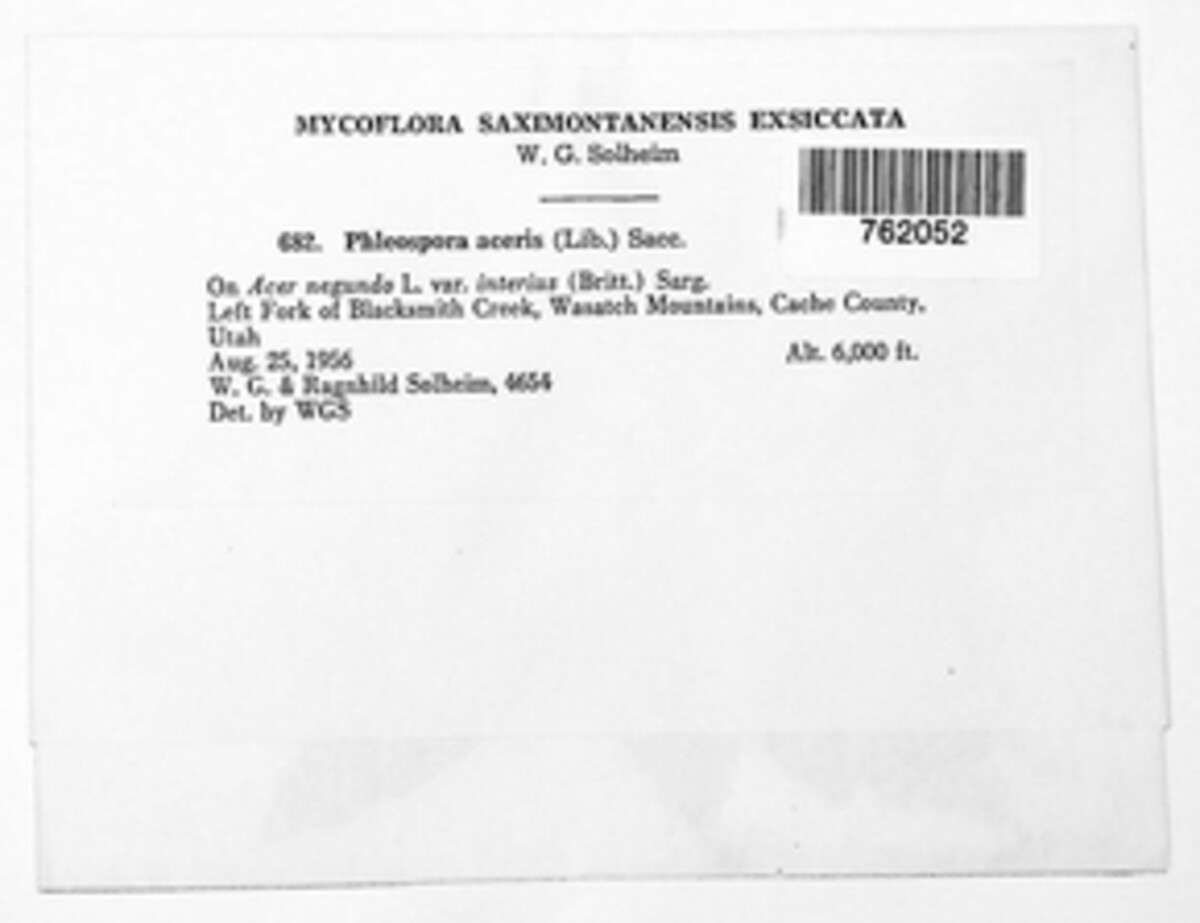 MYCOFLORA SAXIMONTANENSIS EXSICCATA
W. G. Solheim
762052
682. Phleospora aceris (Lib.) Sacc.
On Acer negundo L. var. interius (Britt.) Sarg.
Left Fork of Blacksmith Creek, Wasatch Mountains, Cache County,
Utah
Aug. 25, 1956 Alt. 6,000 ft.
W. G. & Ragnhild Solheim, 4654
Det. by WGS